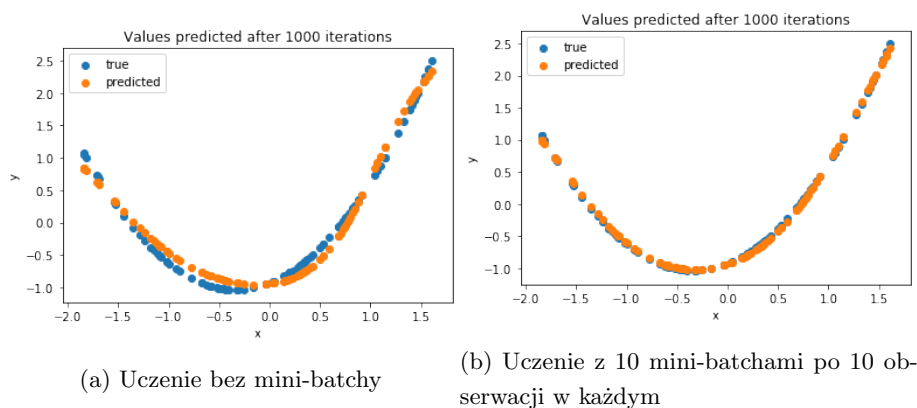 Values predicted after 1000 iterations
true
predicted
2.5
2.0
1.5
1.0
0.5
0.0
−0.5
−1.0
y
−2.0 −1.5 −1.0 −0.5 0.0 0.5 1.0 1.5
x
(a) Uczenie bez mini-batchy
Values predicted after 1000 iterations
true
predicted
2.5
2.0
1.5
1.0
0.5
0.0
−0.5
−1.0
y
−2.0 −1.5 −1.0 −0.5 0.0 0.5 1.0 1.5
x
(b) Uczenie z 10 mini-batchami po 10 ob-
serwacji w każdym